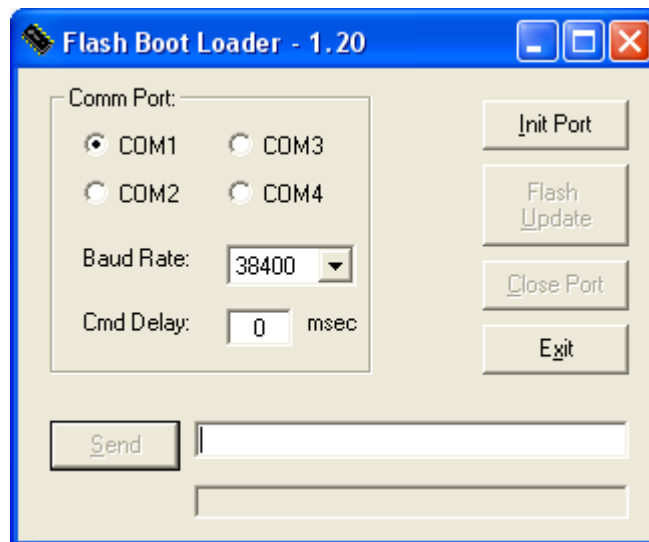 Flash Boot Loader - 1.20
Comm Port:
COM1
COM3
COM2
COM4
Baud Rate:
38400
Cmd Delay:
0
msec
Init Port
Flash
Update
Close Port
Exit
Send